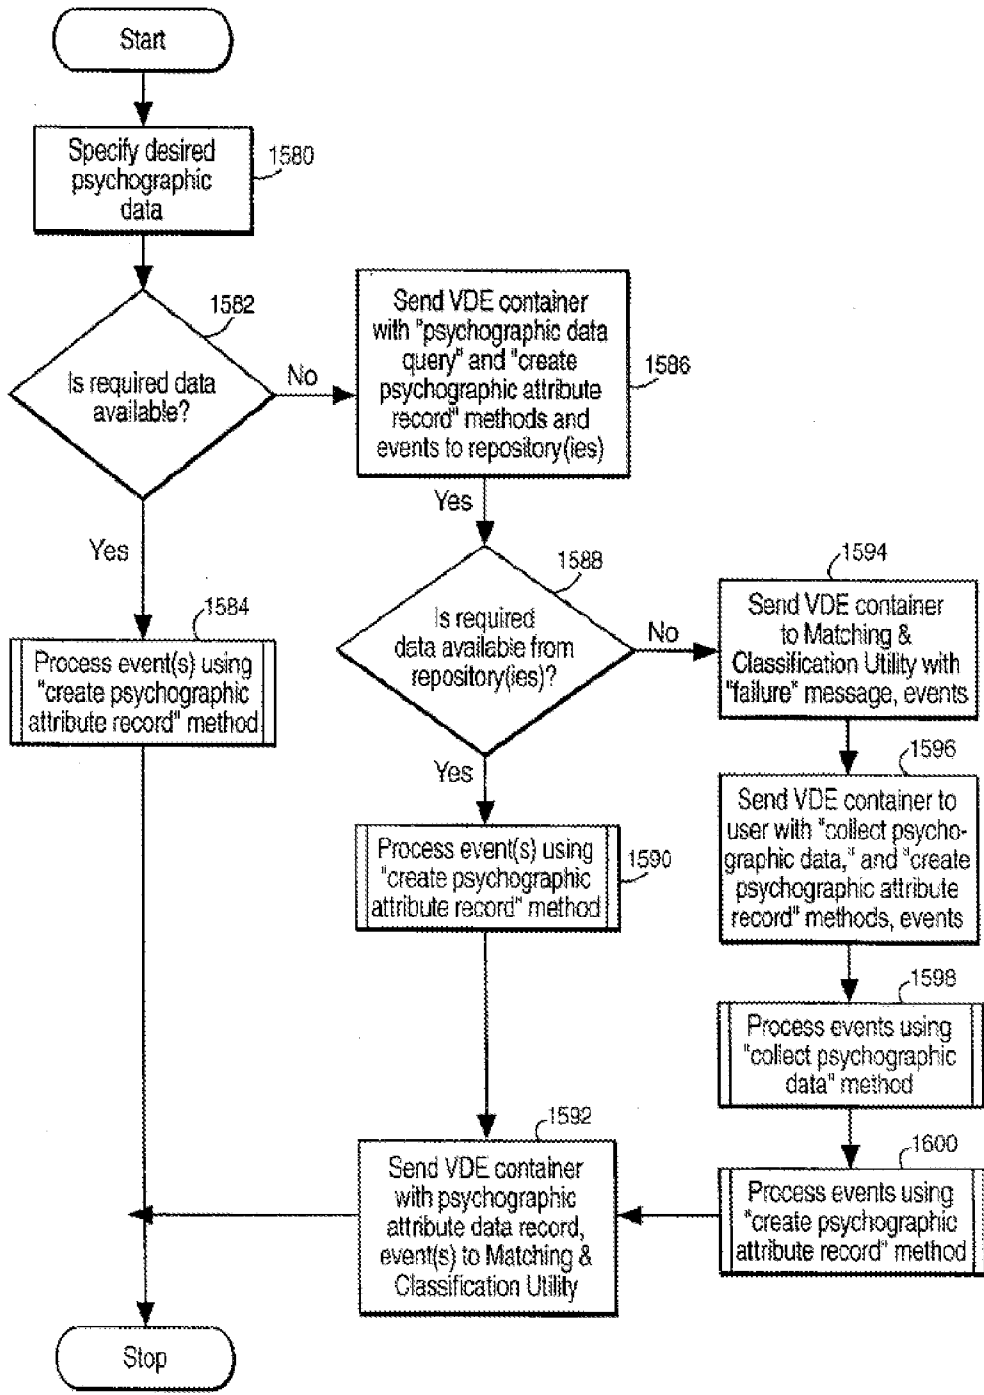 Start
Specify desired
psychographic
data
1580
1582
Is required data
available?
No
Yes
Send VDE container
with "psychographic data
query" and "create
psychographic attribute
record" methods and
events to repository(ies)
1586
Yes
1584
Process event(s) using
"create psychographic
attribute record" method
1588
Is required
data available from
repository(ies)?
No
Yes
1594
Send VDE container
to Matching &
Classification Utility with
"failure" message, events
1596
Send VDE container to
user with "collect psycho-
graphic data," and "create
psychographic attribute
record" methods, events
Process event(s) using
"create psychographic
attribute record" method
1590
1598
Process events using
"collect psychographic
data" method
1600
Process events using
"create psychographic
attribute record" method
1592
Send VDE container
with psychographic
attribute data record,
event(s) to Matching &
Classification Utility
Stop